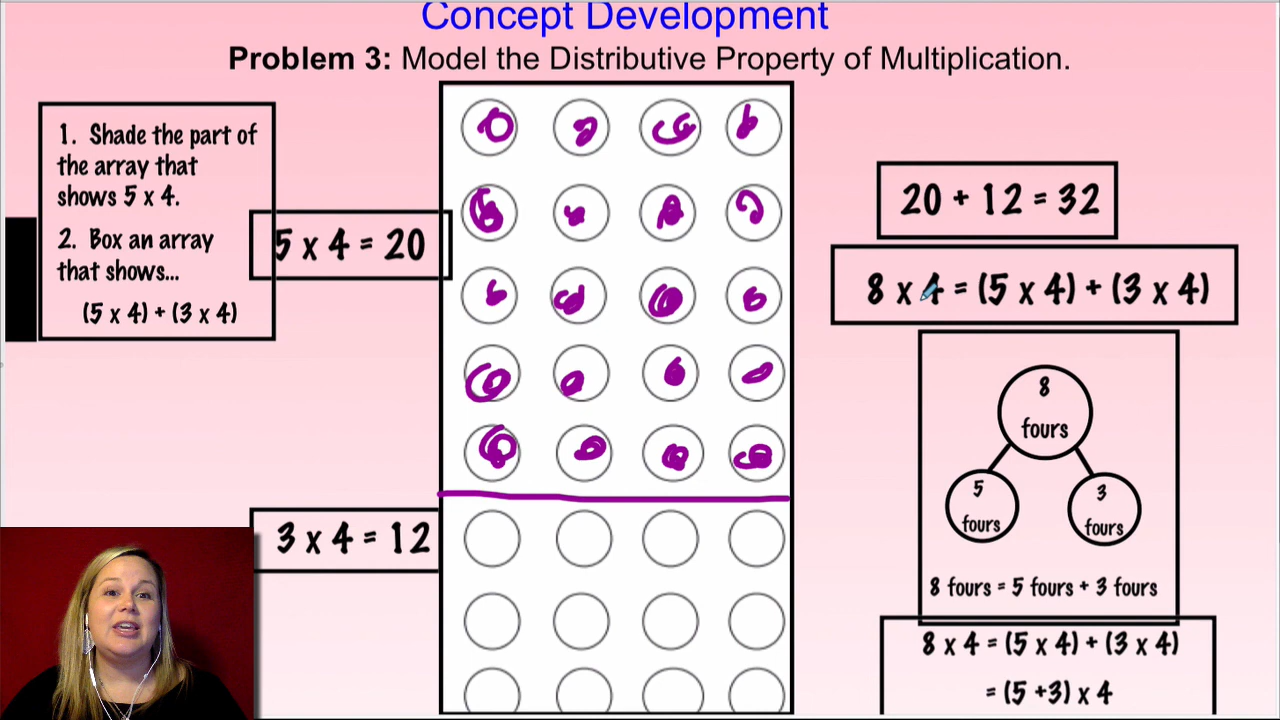 Concept Development
Problem 3: Model the Distributive Property of Multiplication.
1. Shade the part of
the array that
shows 5 x 4.
2. Box an array
that shows...
(5 x 4) + (3 x 4)
5 x 4 = 20
3 x 4 = 12
20 + 12 = 32
8 x 4 = (5 x 4) + (3 x 4)
8
fours
5
fours
3
fours
8 fours = 5 fours + 3 fours
8 x 4 = (5 x 4) + (3 x 4)
= (5 +3) x 4